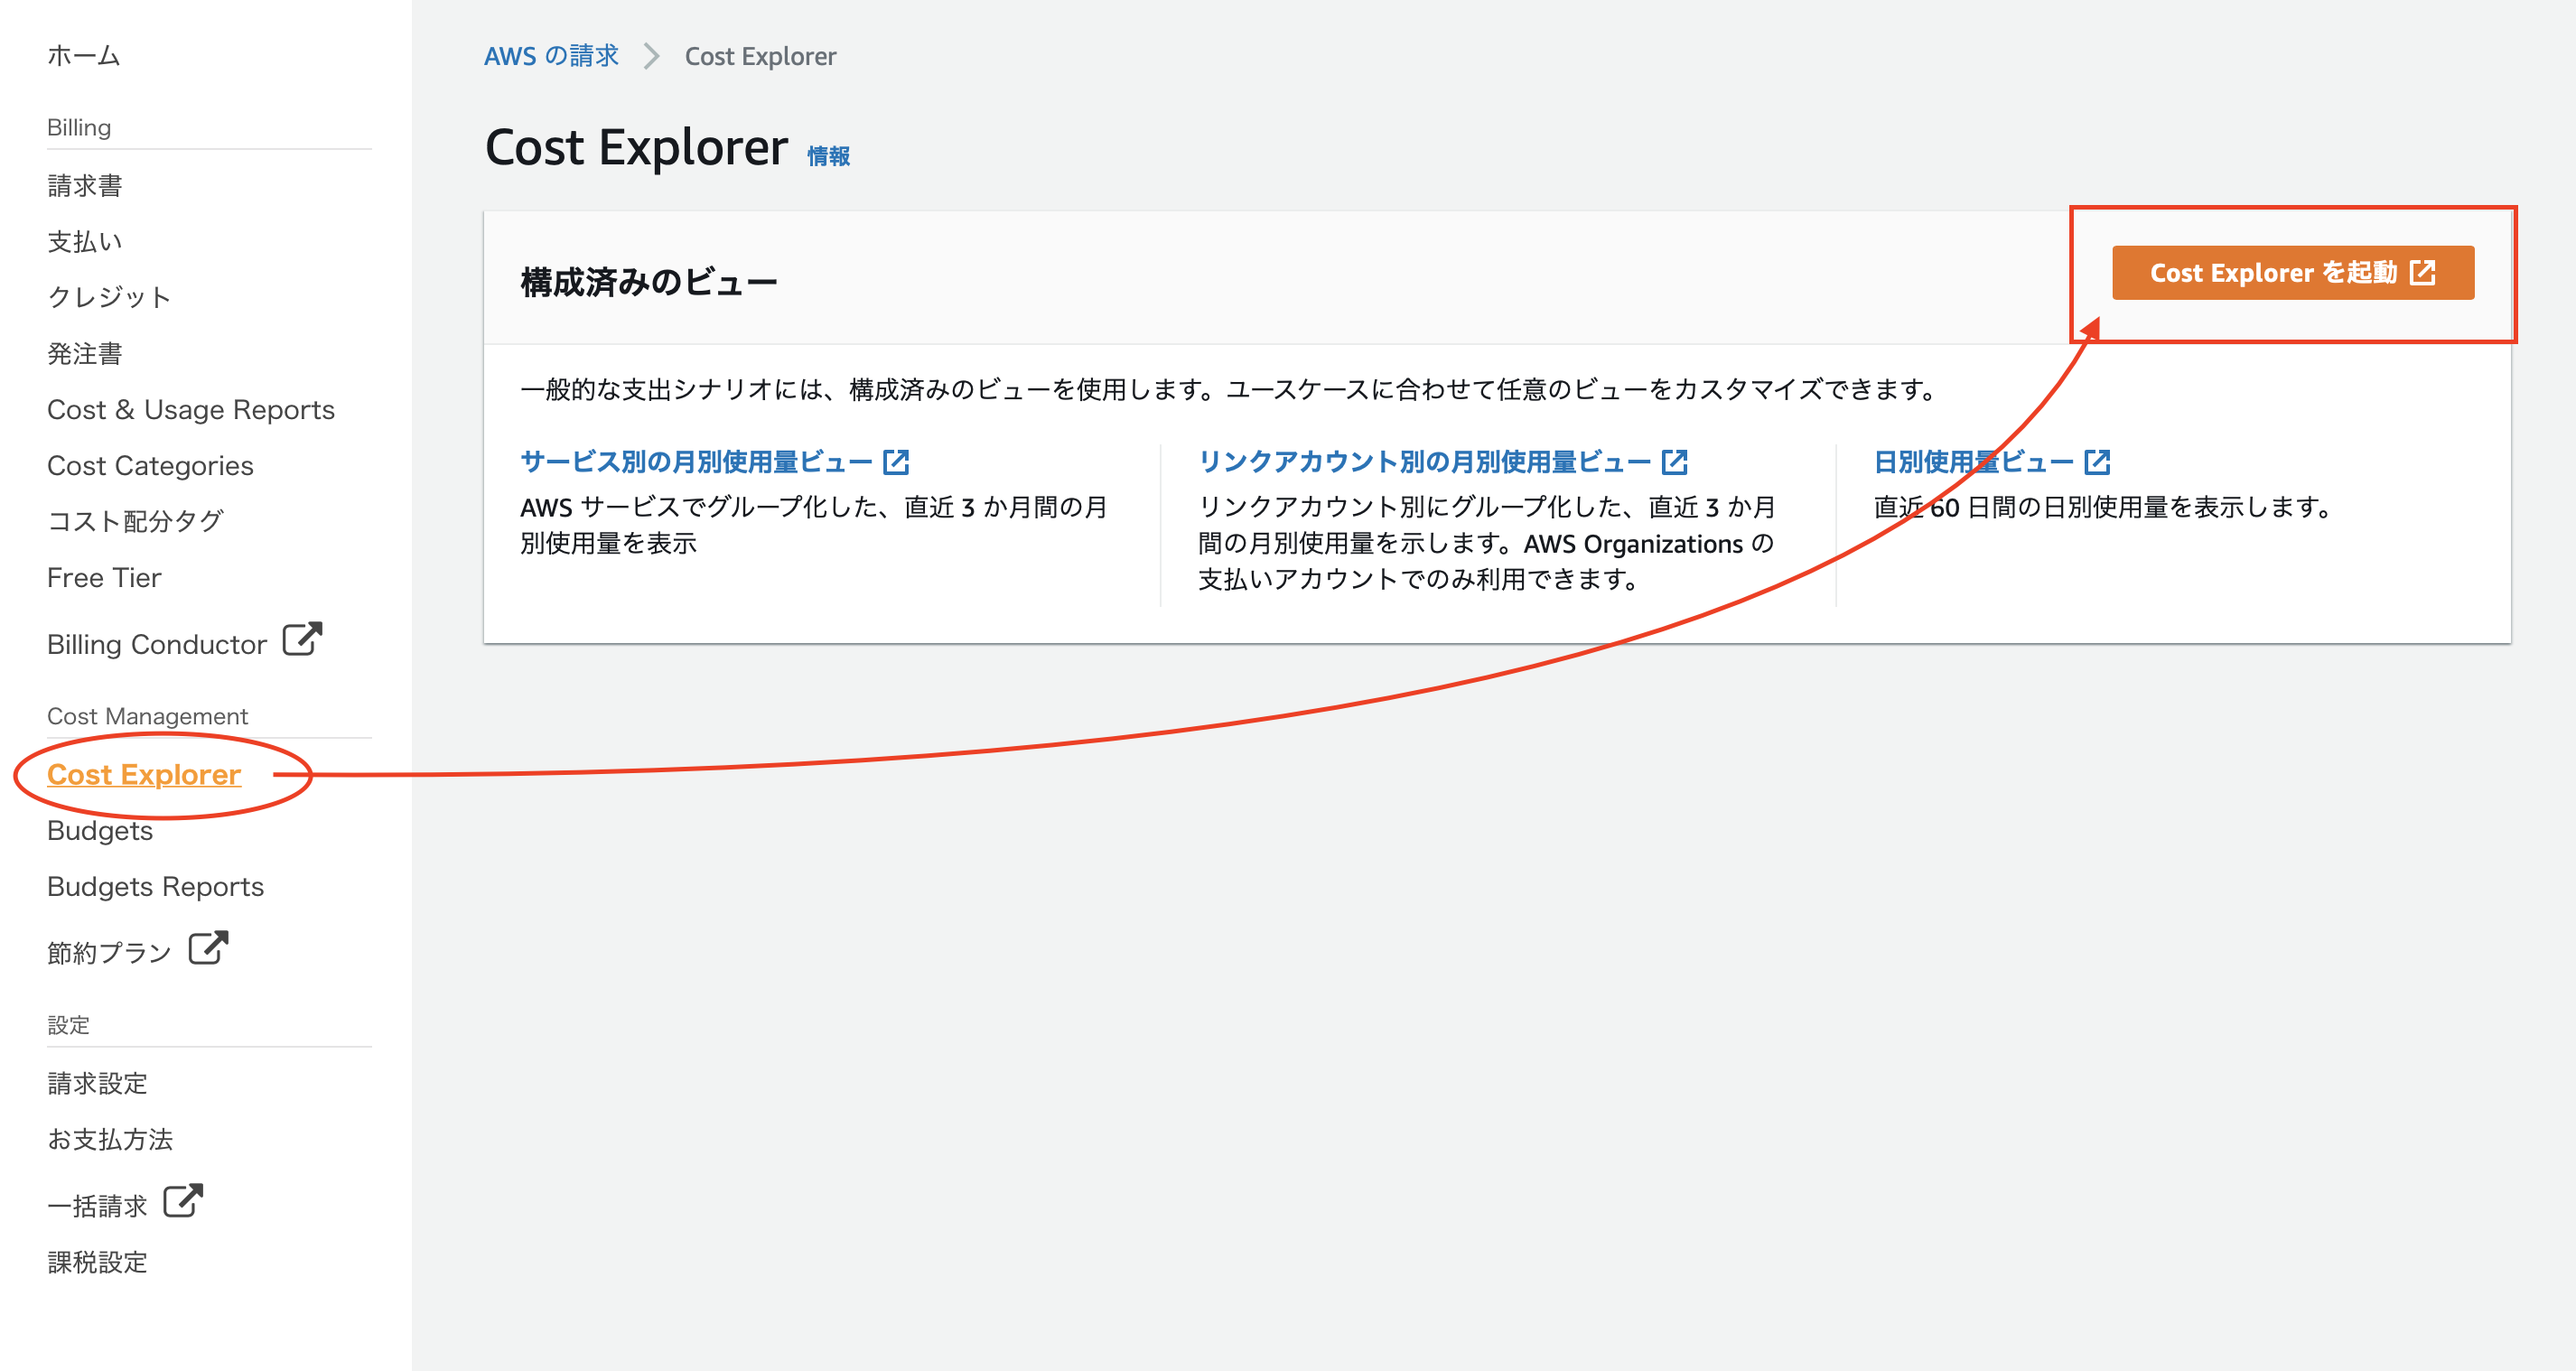 ホーム
Billing
請求書
支払い
クレジット
発注書
Cost & Usage Reports
Cost Categories
コスト配分タグ
Free Tier
Billing Conductor
Cost Management
Cost Explorer
Budgets
Budgets Reports
節約プラン
設定
請求設定
お支払方法
一括請求
課税設定
AWS の請求 Cost Explorer
Cost Explorer 情報
構成済みのビュー
Cost Explorer を起動
一般的な支出シナリオには、構成済みのビューを使用します。ユースケースに合わせて任意のビューをカスタマイズできます。
サービス別の月別使用量ビュー
AWS サービスでグループ化した、直近 3 か月間の月
別使用量を表示
リンクアカウント別の月別使用量ビュー
リンクアカウント別にグループ化した、直近 3 か月
間の月別使用量を示します。AWS Organizations の
支払いアカウントでのみ利用できます。
日別使用量ビュー
直近 60 日間の日別使用量を表示します。